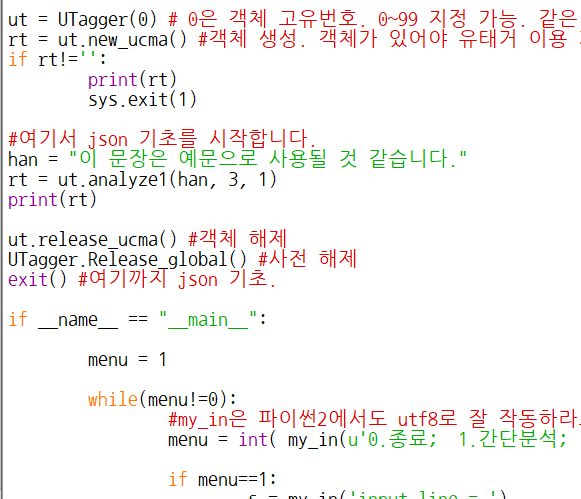 ut = UTagger(0) # 0은 객체 고유번호. 0~99 지정 가능. 같은
rt = ut.new_ucma() #객체 생성. 객체가 있어야 유태거 이용
if rt!='':
print(rt)
sys.exit(1)
#여기서 json 기초를 시작합니다.
han = "이 문장은 예문으로 사용될 것 같습니다."
rt = ut.analyze1(han, 3, 1)
print(rt)
ut.release_ucma() #객체 해제
UTagger.Release_global() #사전 해제
exit() #여기까지 json 기초.
if __name__ == "__main__":
menu = 1
while(menu!=0):
#my_in은 파이썬2에서도 utf8로 잘 작동하라
menu = int( my_in(u'0.종료;  1.간단분석;
if menu==1:
s = my_in('input line = ')